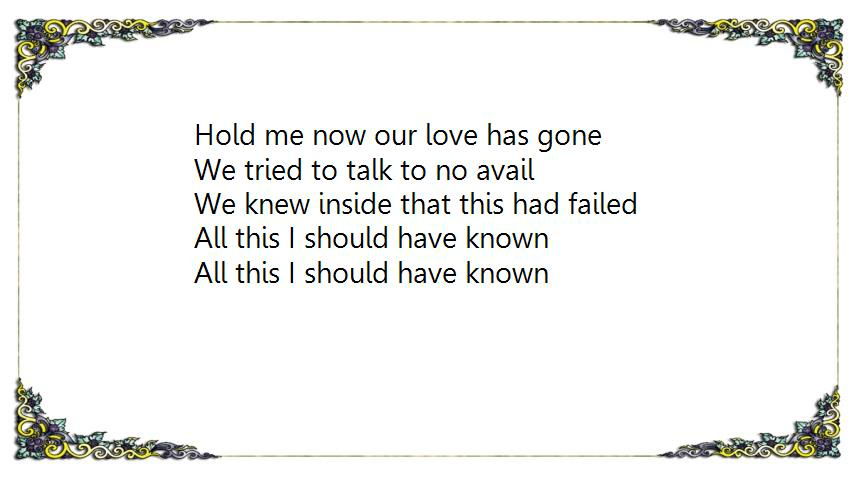 Hold me now our love has gone
We tried to talk to no avail
We knew inside that this had failed
All this I should have known
All this I should have known